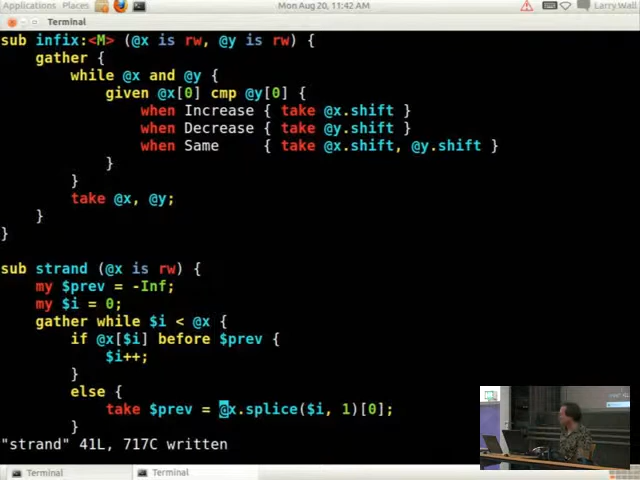 Applications Places Mon Aug 20, 11:42 AM Larry Wall
Terminal
sub infix:<M> (@x is rw, @y is rw) {
gather {
while @x and @y {
given @x[0] cmp @y[0] {
when Increase { take @x.shift }
when Decrease { take @y.shift }
when Same { take @x.shift, @y.shift }
}
}
take @x, @y;
}
}
sub strand (@x is rw) {
my $prev = -Inf;
my $i = 0;
gather while $i < @x {
if @x[$i] before $prev {
$i++;
}
else {
take $prev = @x.splice($i, 1)[0];
}
"strand" 41L, 717C written
Terminal Terminal